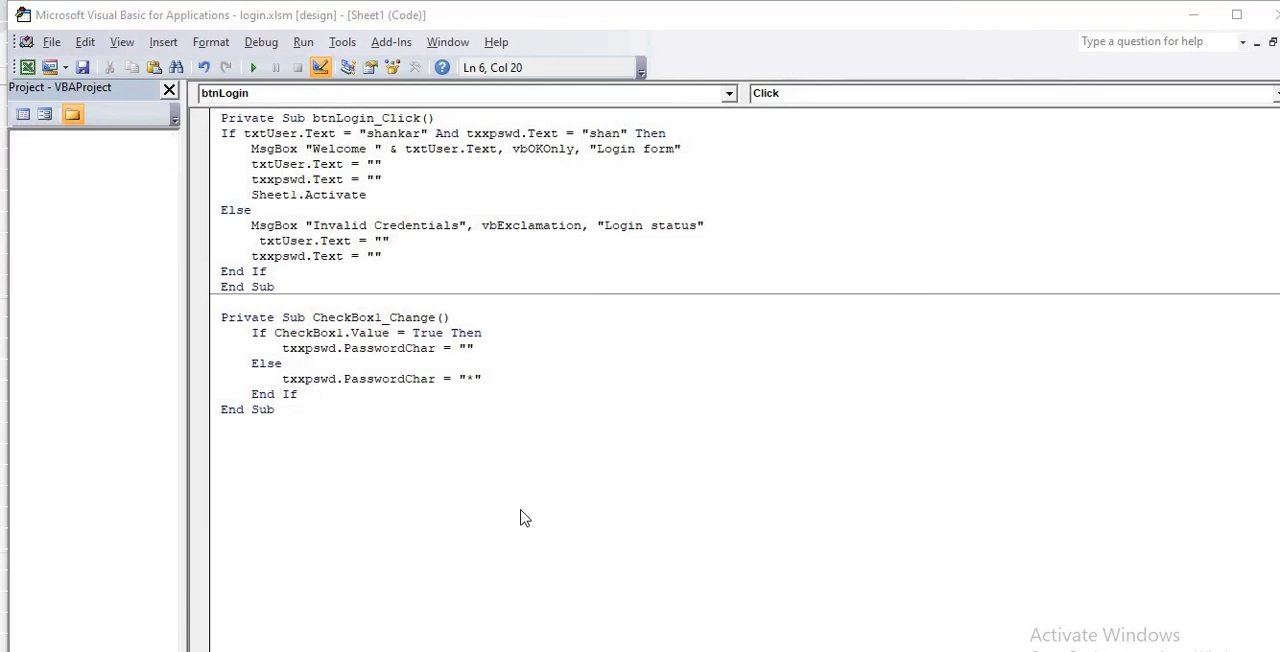 Microsoft Visual Basic for Applications - login.xlsm [design] - [Sheet1 (Code)]
File Edit View Insert Format Debug Run Tools Add-Ins Window Help
Type a question for help
Ln 6, Col 20
Project - VBAProject
btnLogin
Click
Private Sub btnLogin_Click()
If txtUser.Text = "shankar" And txxpswd.Text = "shan" Then
MsgBox "Welcome " & txtUser.Text, vbOKOnly, "Login form"
txtUser.Text = ""
txxpswd.Text = ""
Sheet1.Activate
Else
MsgBox "Invalid Credentials", vbExclamation, "Login status"
txtUser.Text = ""
txxpswd.Text = ""
End If
End Sub
Private Sub CheckBox1_Change()
If CheckBox1.Value = True Then
txxpswd.PasswordChar = ""
Else
txxpswd.PasswordChar = "*"
End If
End Sub
Activate Windows